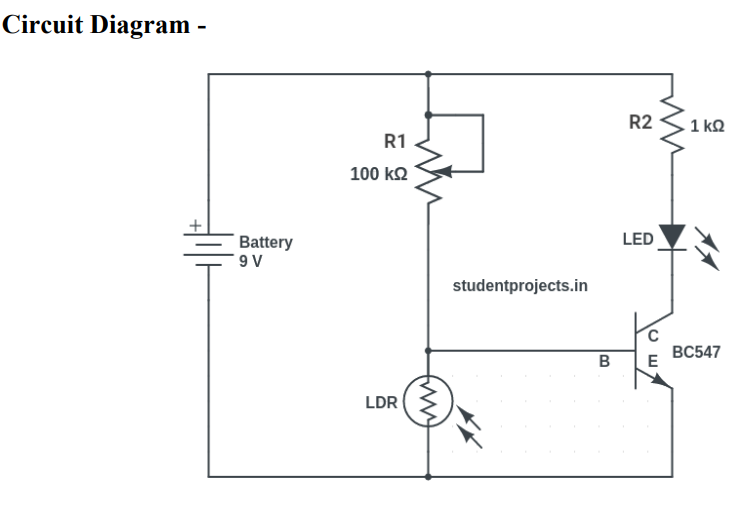 Circuit Diagram -
R2
1 kΩ
R1
100 kΩ
+
Battery
9 V
LED
studentprojects.in
C
B
E
BC547
LDR